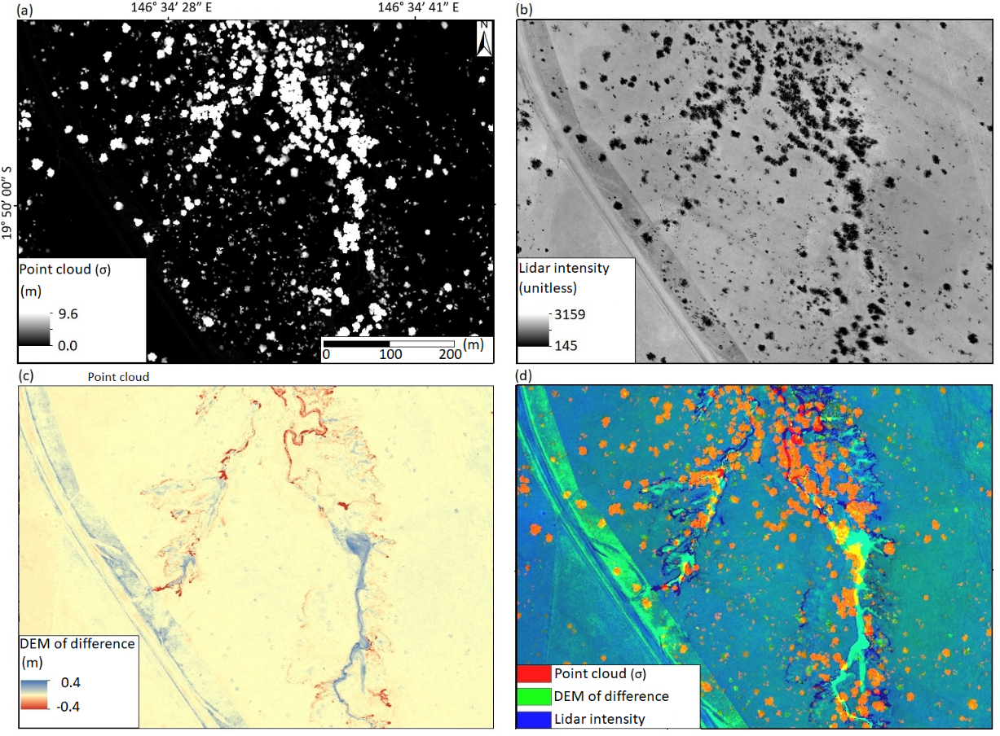 (a)
146° 34’ 28” E
146° 34’ 41” E
N
19° 50’ 00” S
Point cloud (σ)
(m)
9.6
0.0
0
100
200
(m)
(b)
Lidar intensity
(unitless)
3159
145
(c)
Point cloud
DEM of difference
(m)
0.4
-0.4
(d)
Point cloud (σ)
DEM of difference
Lidar intensity